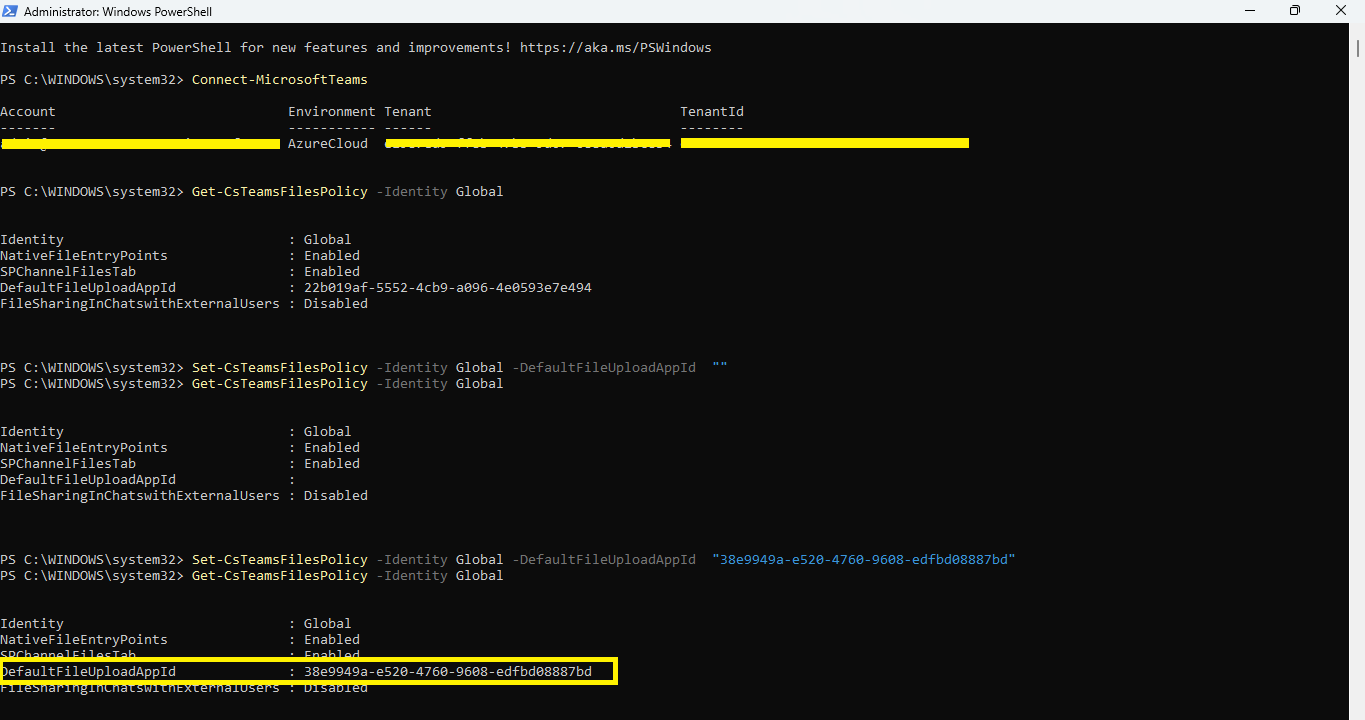 Administrator: Windows PowerShell
Install the latest PowerShell for new features and improvements! https://aka.ms/PSWindows
PS C:\WINDOWS\system32> Connect-MicrosoftTeams
Account Environment Tenant TenantId
------- ----------- ------ --------
AzureCloud
PS C:\WINDOWS\system32> Get-CsTeamsFilesPolicy -Identity Global
Identity : Global
NativeFileEntryPoints : Enabled
SPChannelFilesTab : Enabled
DefaultFileUploadAppId : 22b019af-5552-4cb9-a096-4e0593e7e494
FileSharingInChatswithExternalUsers : Disabled
PS C:\WINDOWS\system32> Set-CsTeamsFilesPolicy -Identity Global -DefaultFileUploadAppId ""
PS C:\WINDOWS\system32> Get-CsTeamsFilesPolicy -Identity Global
Identity : Global
NativeFileEntryPoints : Enabled
SPChannelFilesTab : Enabled
DefaultFileUploadAppId :
FileSharingInChatswithExternalUsers : Disabled
PS C:\WINDOWS\system32> Set-CsTeamsFilesPolicy -Identity Global -DefaultFileUploadAppId "38e9949a-e520-4760-9608-edfbd08887bd"
PS C:\WINDOWS\system32> Get-CsTeamsFilesPolicy -Identity Global
Identity : Global
NativeFileEntryPoints : Enabled
SPChannelFilesTab : Enabled
DefaultFileUploadAppId : 38e9949a-e520-4760-9608-edfbd08887bd
FileSharingInChatswithExternalUsers : Disabled